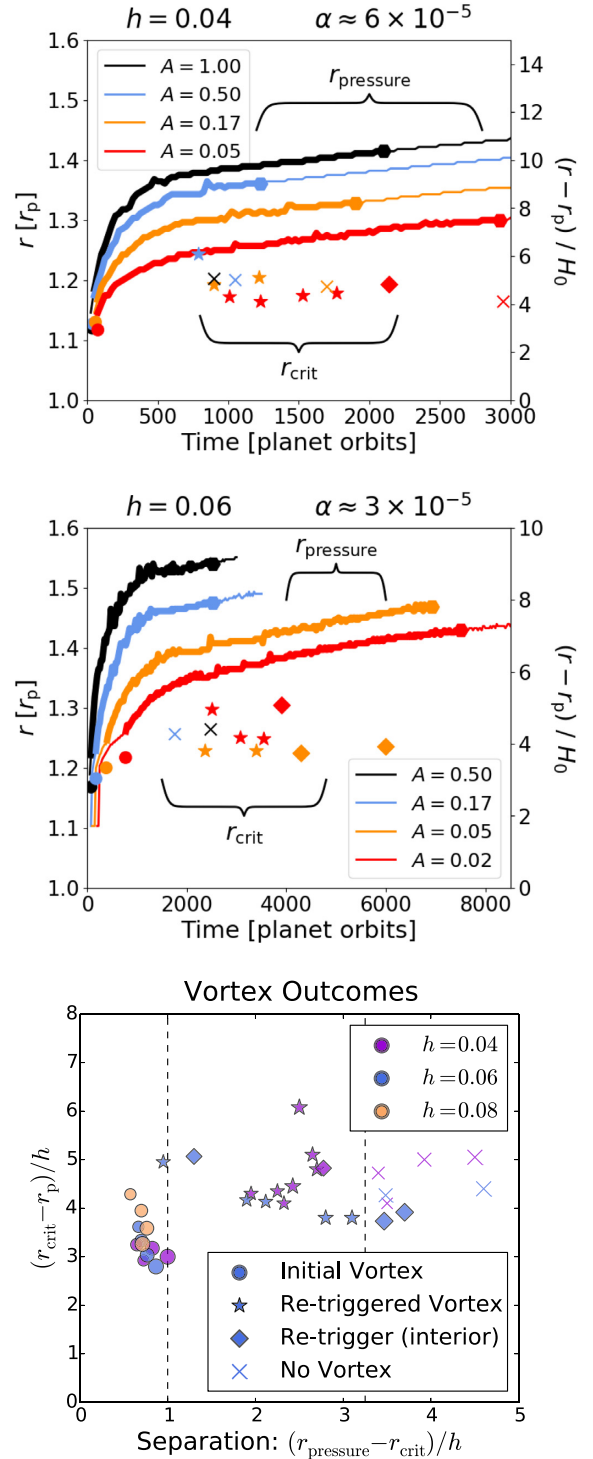 h = 0.04 α ≈ 6 × 10⁻⁵
1.6
1.5
1.4
1.3
1.2
1.1
1.0
r [r_p]
A = 1.00
A = 0.50
A = 0.17
A = 0.05
r_pressure
r_crit
14
12
10
8
6
4
2
0
(r − r_p) / H_0
0 500 1000 1500 2000 2500 3000
Time [planet orbits]
h = 0.06 α ≈ 3 × 10⁻⁵
1.6
1.5
1.4
1.3
1.2
1.1
1.0
r [r_p]
r_pressure
r_crit
A = 0.50
A = 0.17
A = 0.05
A = 0.02
10
8
6
4
2
0
(r − r_p) / H_0
0 2000 4000 6000 8000
Time [planet orbits]
Vortex Outcomes
8
7
6
5
4
3
2
1
0
(r_crit − r_p)/h
h = 0.04
h = 0.06
h = 0.08
Initial Vortex
Re-triggered Vortex
Re-trigger (interior)
No Vortex
0 1 2 3 4 5
Separation: (r_pressure − r_crit)/h